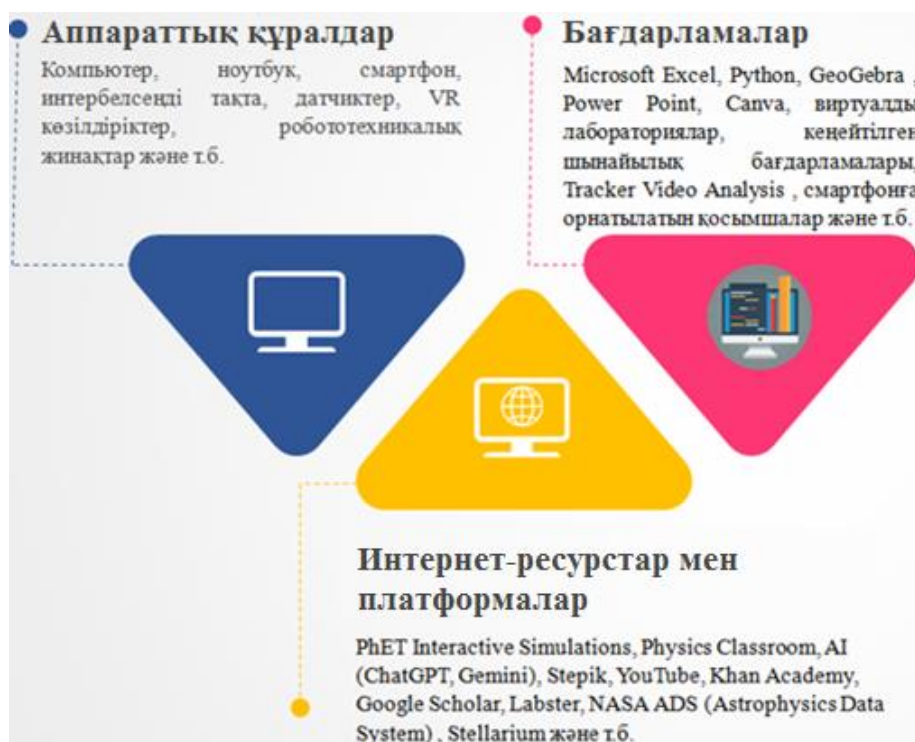 Аппараттық құралдар
Компьютер, ноутбук, смартфон,
интербелсенді тақта, датчиктер, VR
көзілдіріктер, робототехникалық
жинақтар және т.б.
Бағдарламалар
Microsoft Excel, Python, GeoGebra ,
Power Point, Canva, виртуалды
лабораториялар, кеңейтілген
шынайылық бағдарламалары,
Tracker Video Analysis , смартфонға
орнатылатын қосымшалар және т.б.
Интернет-ресурстар мен
платформалар
PhET Interactive Simulations, Physics Classroom, AI
(ChatGPT, Gemini), Stepik, YouTube, Khan Academy,
Google Scholar, Labster, NASA ADS (Astrophysics Data
System) , Stellarium және т.б.